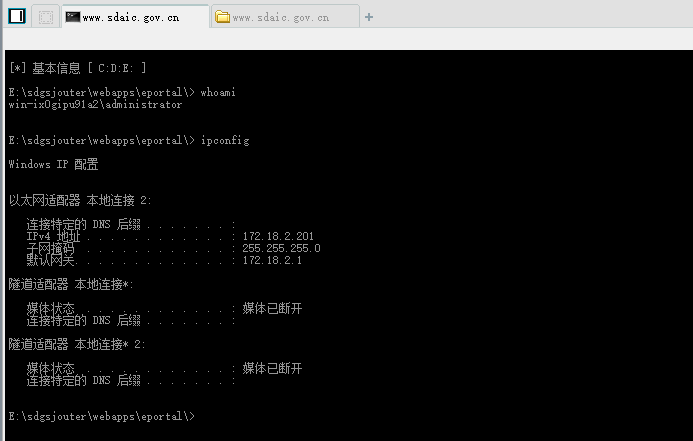 www.sdaic.gov.cn
www.sdaic.gov.cn
[*] 基本信息 [ C:D:E: ]
E:\sdgsjouter\webapps\eportal\> whoami
win-ix0gipu91a2\administrator
E:\sdgsjouter\webapps\eportal\> ipconfig
Windows IP 配置
以太网适配器 本地连接 2:
连接特定的 DNS 后缀 . . . . . . . :
IPv4 地址 . . . . . . . . . . . . : 172.18.2.201
子网掩码 . . . . . . . . . . . . : 255.255.255.0
默认网关. . . . . . . . . . . . . : 172.18.2.1
隧道适配器 本地连接*:
媒体状态 . . . . . . . . . . . . : 媒体已断开
连接特定的 DNS 后缀 . . . . . . . :
隧道适配器 本地连接* 2:
媒体状态 . . . . . . . . . . . . : 媒体已断开
连接特定的 DNS 后缀 . . . . . . . :
E:\sdgsjouter\webapps\eportal\>